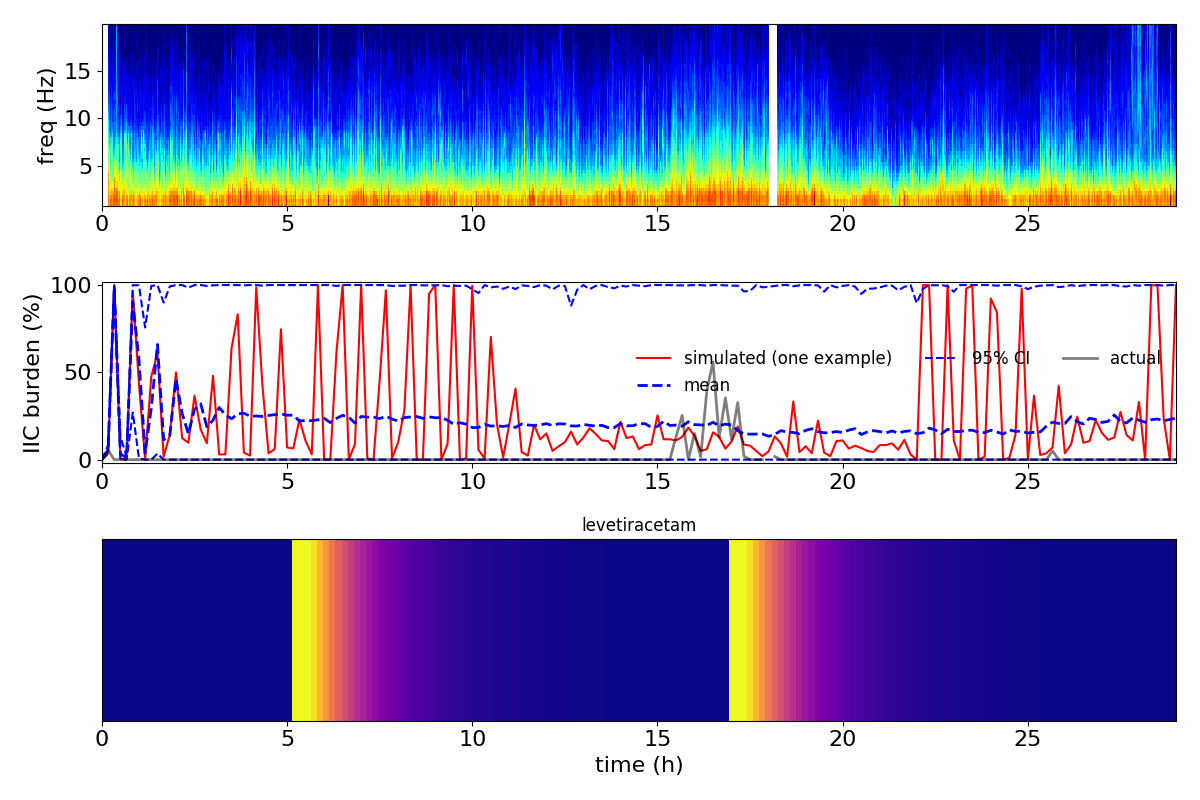 freq (Hz)
15
10
5
0 5 10 15 20 25
IIC burden (%)
100
50
0
simulated (one example) 95% CI actual
mean
0 5 10 15 20 25
levetiracetam
0 5 10 15 20 25
time (h)